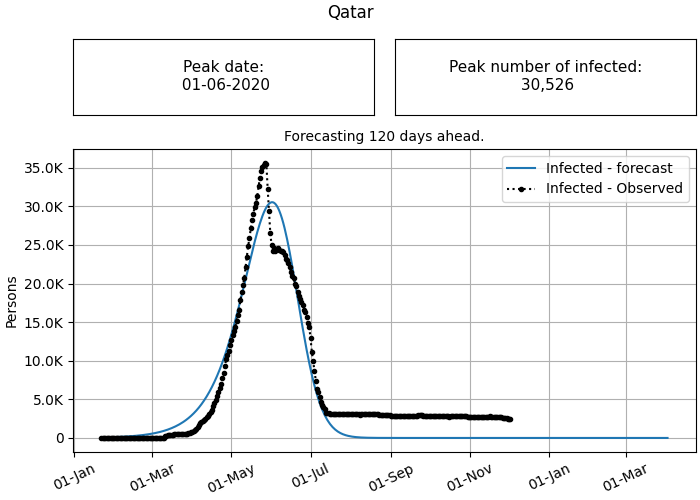 Qatar
Peak date:
01-06-2020
Peak number of infected:
30,526
Forecasting 120 days ahead.
Infected - forecast
Infected - Observed
Persons
35.0K
30.0K
25.0K
20.0K
15.0K
10.0K
5.0K
0
01-Jan
01-Mar
01-May
01-Jul
01-Sep
01-Nov
01-Jan
01-Mar